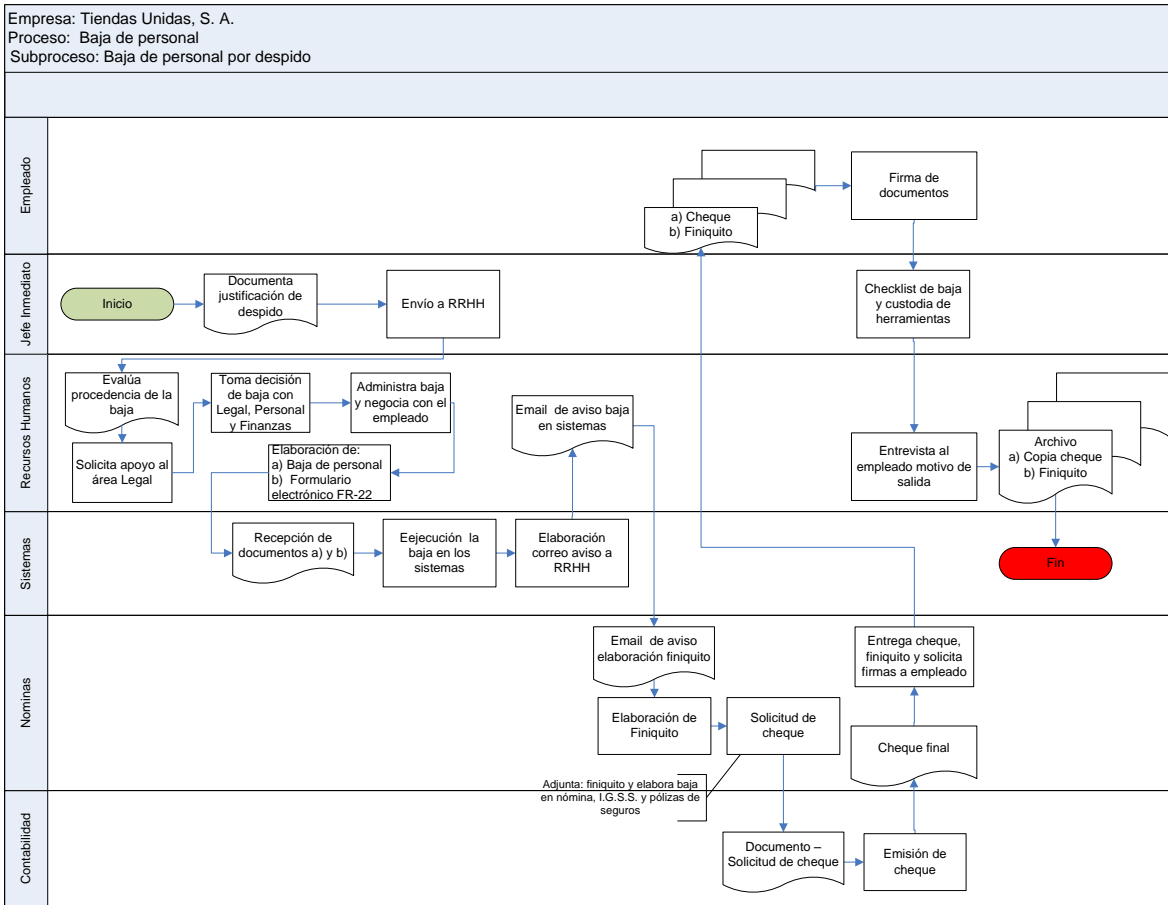 Empresa: Tiendas Unidas, S. A.
Proceso:  Baja de personal
Subproceso: Baja de personal por despido
Empleado
a) Cheque
b) Finiquito
Firma de
documentos
Jefe Inmediato
Inicio
Documenta
justificación de
despido
Envío a RRHH
Checklist de baja
y custodia de
herramientas
Recursos Humanos
Evalúa
procedencia de la
baja
Toma decisión
de baja con
Legal, Personal
y Finanzas
Administra baja
y negocia con el
empleado
Email  de aviso baja
en sistemas
Solicita apoyo al
área Legal
Elaboración de:
a) Baja de personal
b)  Formulario
electrónico FR-22
Entrevista al
empleado motivo de
salida
Archivo
a) Copia cheque
b) Finiquito
Sistemas
Recepción de
documentos a) y b)
Eejecución  la
baja en los
sistemas
Elaboración
correo aviso a
RRHH
Fin
Nominas
Email  de aviso
elaboración finiquito
Entrega cheque,
finiquito y solicita
firmas a empleado
Elaboración de
Finiquito
Solicitud de
cheque
Cheque final
Adjunta: finiquito y elabora baja
en nómina, I.G.S.S. y pólizas de
seguros
Contabilidad
Documento –
Solicitud de cheque
Emisión de
cheque